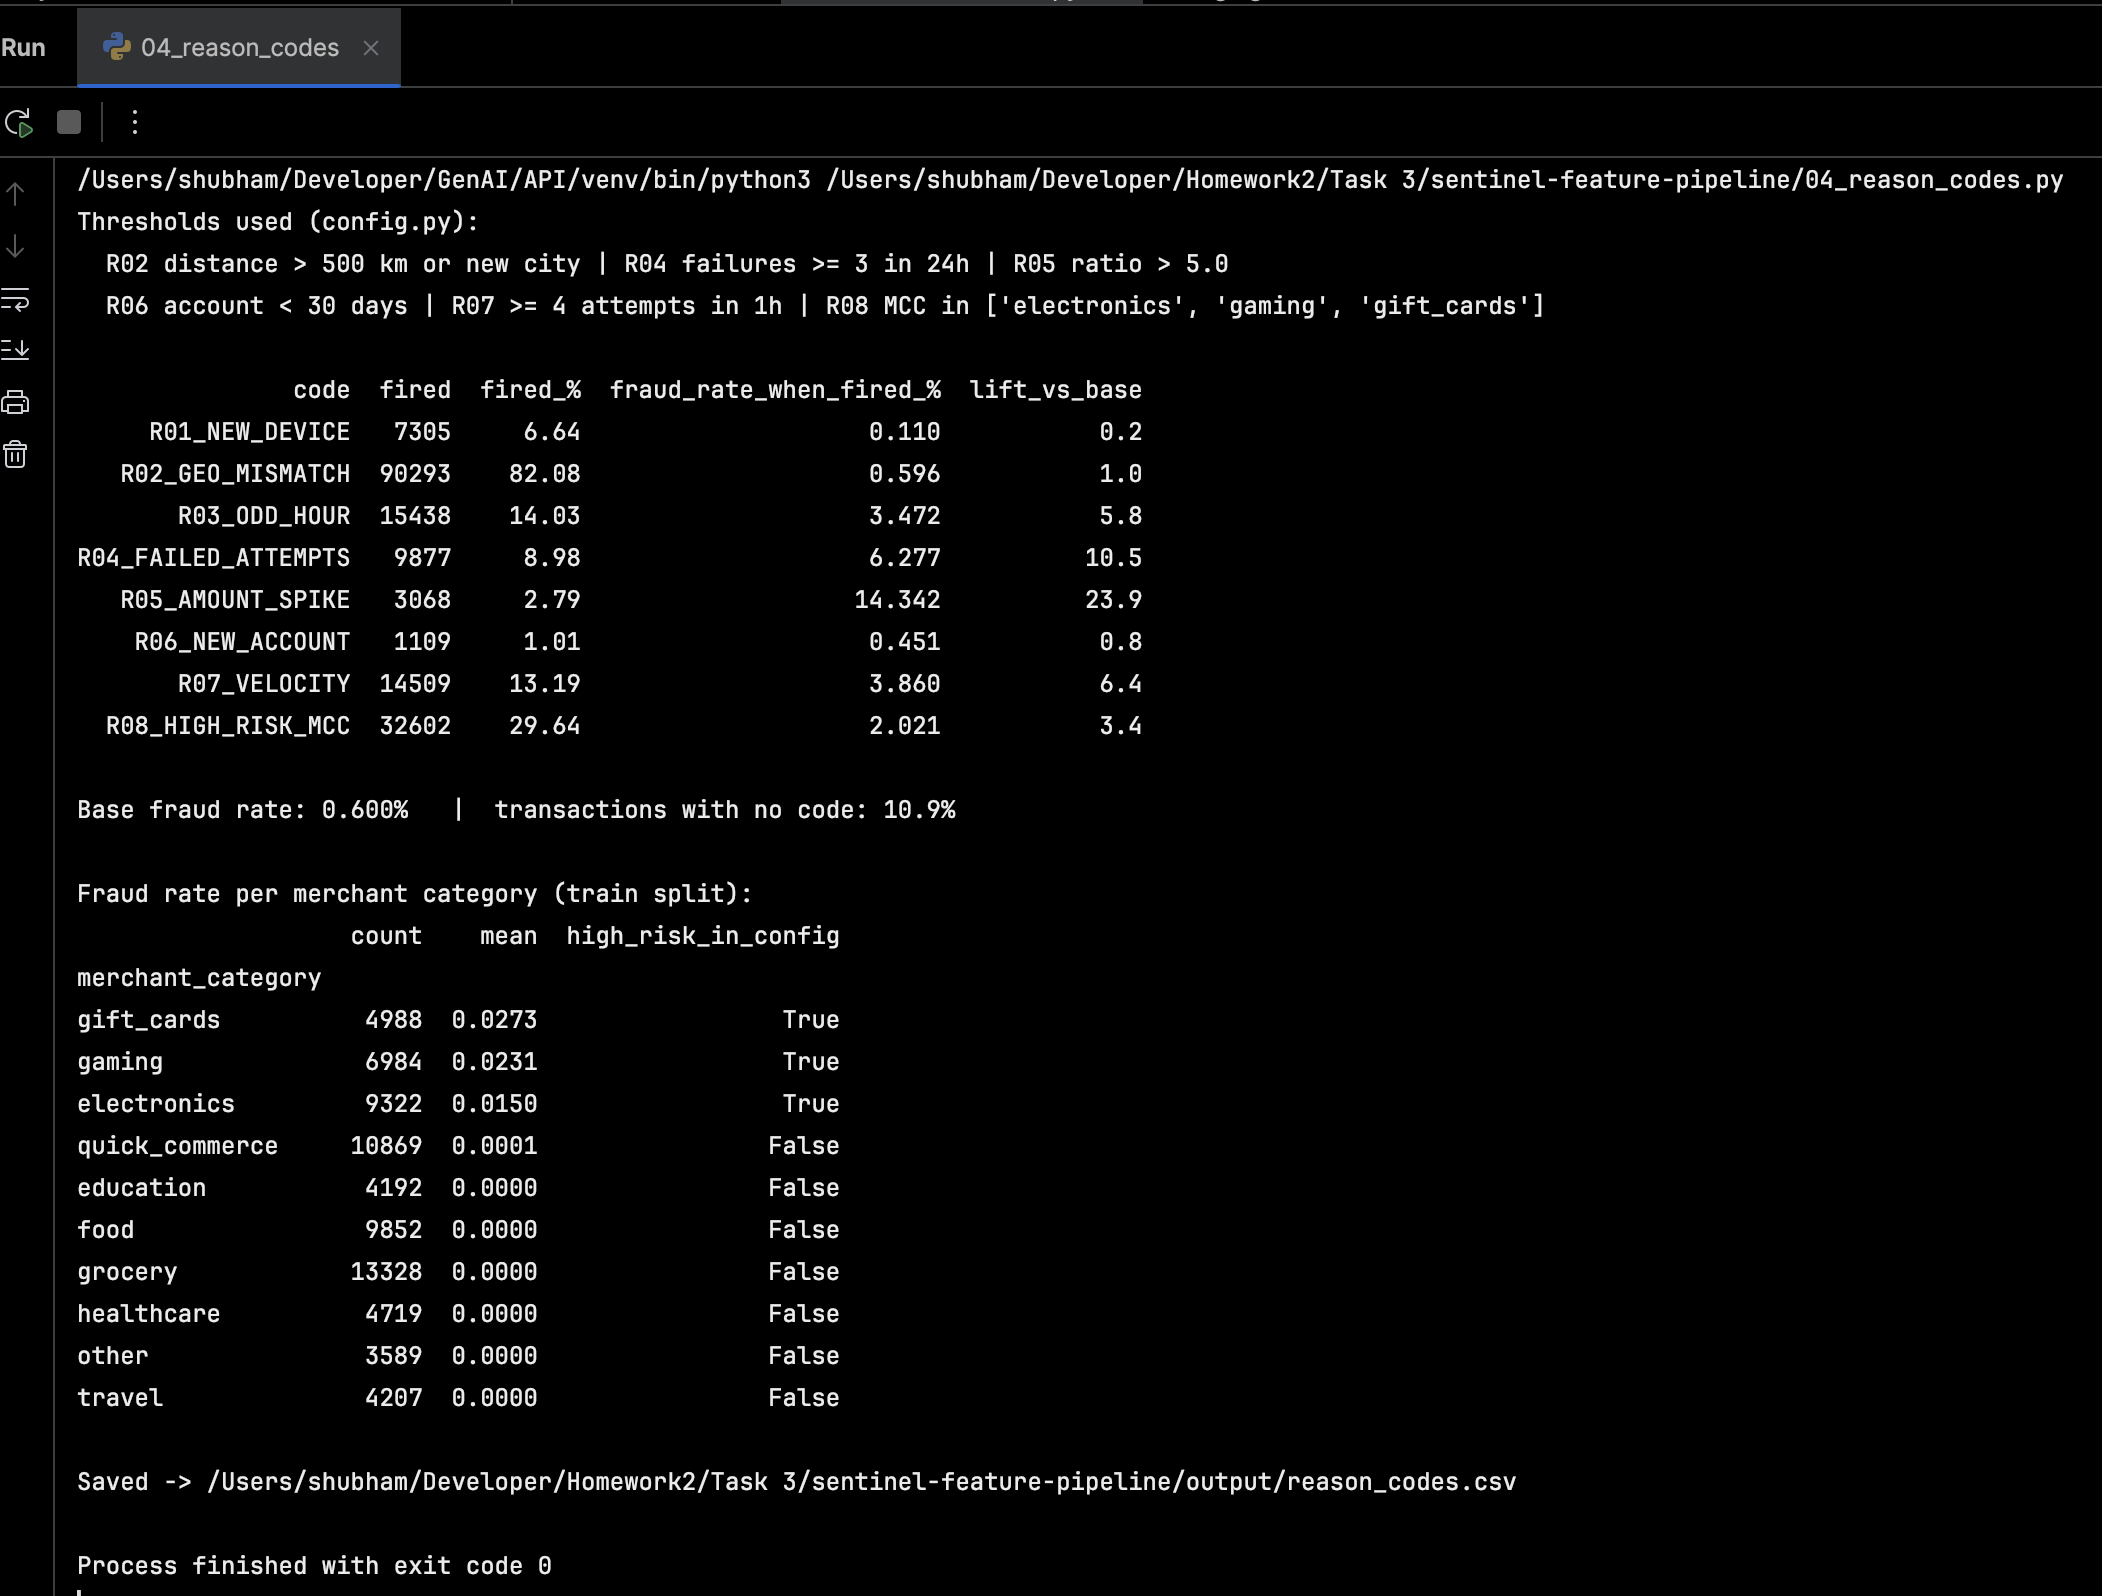 Run 04_reason_codes
/Users/shubham/Developer/GenAI/API/venv/bin/python3 /Users/shubham/Developer/Homework2/Task 3/sentinel-feature-pipeline/04_reason_codes.py
Thresholds used (config.py):
  R02 distance > 500 km or new city | R04 failures >= 3 in 24h | R05 ratio > 5.0
  R06 account < 30 days | R07 >= 4 attempts in 1h | R08 MCC in ['electronics', 'gaming', 'gift_cards']
               code  fired  fired_%  fraud_rate_when_fired_%  lift_vs_base
     R01_NEW_DEVICE   7305     6.64                    0.110           0.2
   R02_GEO_MISMATCH  90293    82.08                    0.596           1.0
       R03_ODD_HOUR  15438    14.03                    3.472           5.8
R04_FAILED_ATTEMPTS   9877     8.98                    6.277          10.5
   R05_AMOUNT_SPIKE   3068     2.79                   14.342          23.9
    R06_NEW_ACCOUNT   1109     1.01                    0.451           0.8
       R07_VELOCITY  14509    13.19                    3.860           6.4
  R08_HIGH_RISK_MCC  32602    29.64                    2.021           3.4
Base fraud rate: 0.600%   |  transactions with no code: 10.9%
Fraud rate per merchant category (train split):
                   count    mean  high_risk_in_config
merchant_category
gift_cards          4988  0.0273                 True
gaming              6984  0.0231                 True
electronics         9322  0.0150                 True
quick_commerce     10869  0.0001                False
education           4192  0.0000                False
food                9852  0.0000                False
grocery            13328  0.0000                False
healthcare          4719  0.0000                False
other               3589  0.0000                False
travel              4207  0.0000                False
Saved -> /Users/shubham/Developer/Homework2/Task 3/sentinel-feature-pipeline/output/reason_codes.csv
Process finished with exit code 0